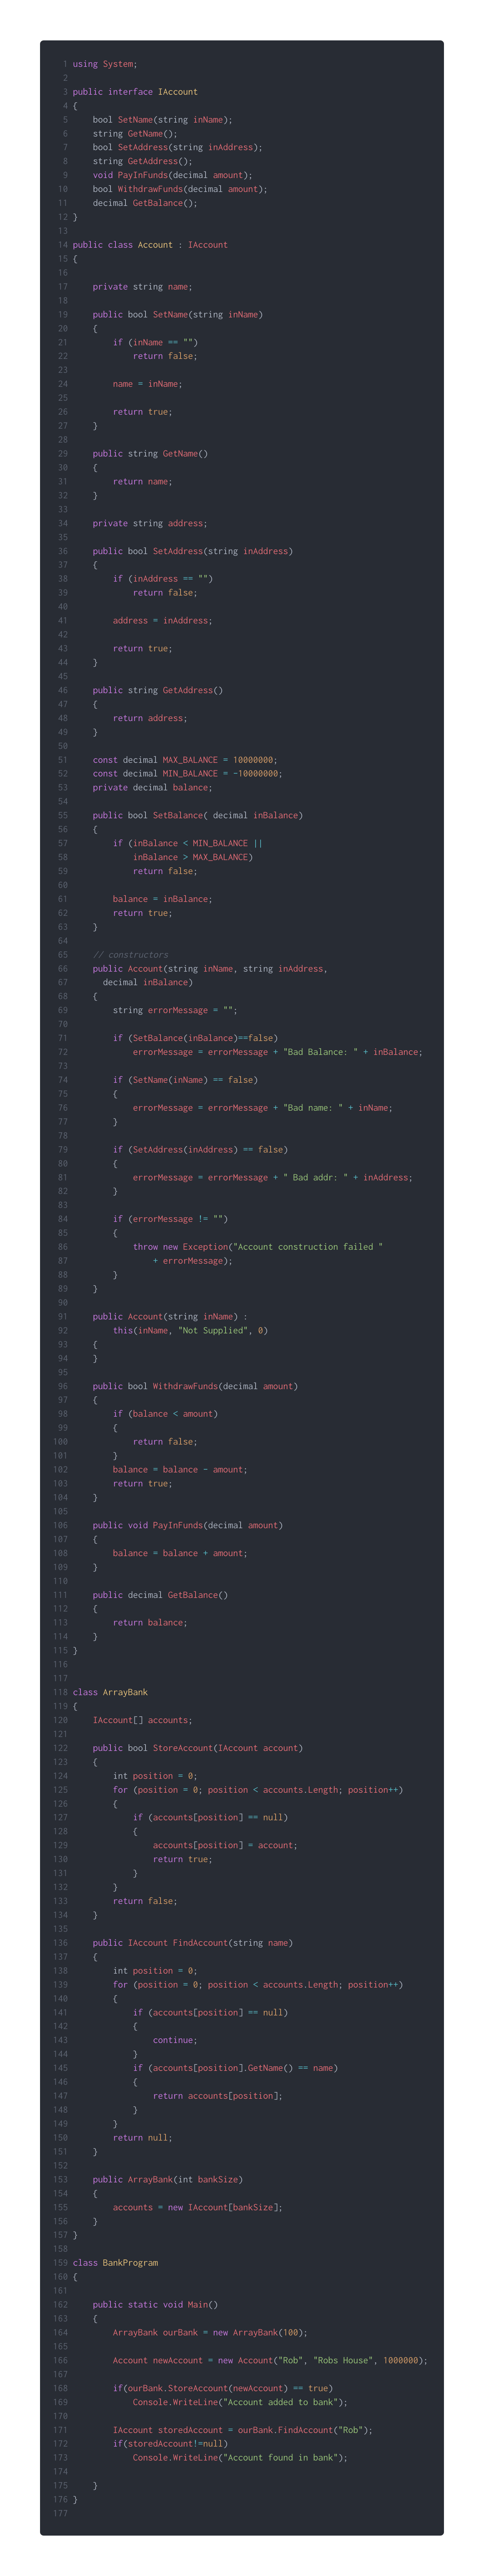 1 using System;
2
3 public interface IAccount
4 {
5     bool SetName(string inName);
6     string GetName();
7     bool SetAddress(string inAddress);
8     string GetAddress();
9     void PayInFunds(decimal amount);
10     bool WithdrawFunds(decimal amount);
11     decimal GetBalance();
12 }
13
14 public class Account : IAccount
15 {
16
17     private string name;
18
19     public bool SetName(string inName)
20     {
21         if (inName == "")
22             return false;
23
24         name = inName;
25
26         return true;
27     }
28
29     public string GetName()
30     {
31         return name;
32     }
33
34     private string address;
35
36     public bool SetAddress(string inAddress)
37     {
38         if (inAddress == "")
39             return false;
40
41         address = inAddress;
42
43         return true;
44     }
45
46     public string GetAddress()
47     {
48         return address;
49     }
50
51     const decimal MAX_BALANCE = 10000000;
52     const decimal MIN_BALANCE = -10000000;
53     private decimal balance;
54
55     public bool SetBalance( decimal inBalance)
56     {
57         if (inBalance < MIN_BALANCE ||
58             inBalance > MAX_BALANCE)
59             return false;
60
61         balance = inBalance;
62         return true;
63     }
64
65     // constructors
66     public Account(string inName, string inAddress,
67       decimal inBalance)
68     {
69         string errorMessage = "";
70
71         if (SetBalance(inBalance)==false)
72             errorMessage = errorMessage + "Bad Balance: " + inBalance;
73
74         if (SetName(inName) == false)
75         {
76             errorMessage = errorMessage + "Bad name: " + inName;
77         }
78
79         if (SetAddress(inAddress) == false)
80         {
81             errorMessage = errorMessage + " Bad addr: " + inAddress;
82         }
83
84         if (errorMessage != "")
85         {
86             throw new Exception("Account construction failed "
87                 + errorMessage);
88         }
89     }
90
91     public Account(string inName) :
92         this(inName, "Not Supplied", 0)
93     {
94     }
95
96     public bool WithdrawFunds(decimal amount)
97     {
98         if (balance < amount)
99         {
100             return false;
101         }
102         balance = balance - amount;
103         return true;
104     }
105
106     public void PayInFunds(decimal amount)
107     {
108         balance = balance + amount;
109     }
110
111     public decimal GetBalance()
112     {
113         return balance;
114     }
115 }
116
117
118 class ArrayBank
119 {
120     IAccount[] accounts;
121
122     public bool StoreAccount(IAccount account)
123     {
124         int position = 0;
125         for (position = 0; position < accounts.Length; position++)
126         {
127             if (accounts[position] == null)
128             {
129                 accounts[position] = account;
130                 return true;
131             }
132         }
133         return false;
134     }
135
136     public IAccount FindAccount(string name)
137     {
138         int position = 0;
139         for (position = 0; position < accounts.Length; position++)
140         {
141             if (accounts[position] == null)
142             {
143                 continue;
144             }
145             if (accounts[position].GetName() == name)
146             {
147                 return accounts[position];
148             }
149         }
150         return null;
151     }
152
153     public ArrayBank(int bankSize)
154     {
155         accounts = new IAccount[bankSize];
156     }
157 }
158
159 class BankProgram
160 {
161
162     public static void Main()
163     {
164         ArrayBank ourBank = new ArrayBank(100);
165
166         Account newAccount = new Account("Rob", "Robs House", 1000000);
167
168         if(ourBank.StoreAccount(newAccount) == true)
169             Console.WriteLine("Account added to bank");
170
171         IAccount storedAccount = ourBank.FindAccount("Rob");
172         if(storedAccount!=null)
173             Console.WriteLine("Account found in bank");
174
175     }
176 }
177